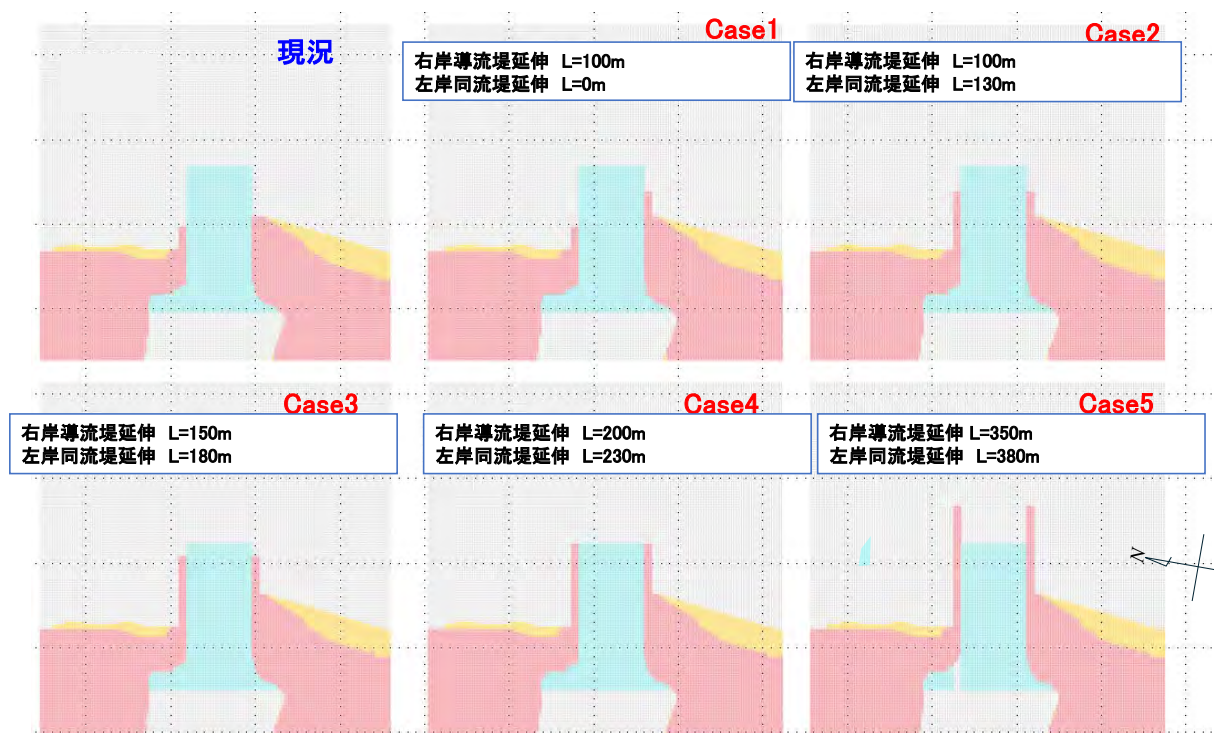 現況
Case1
右岸導流堤延伸 L=100m
左岸同流堤延伸 L=0m
Case2
右岸導流堤延伸 L=100m
左岸同流堤延伸 L=130m
Case3
右岸導流堤延伸 L=150m
左岸同流堤延伸 L=180m
Case4
右岸導流堤延伸 L=200m
左岸同流堤延伸 L=230m
Case5
右岸導流堤延伸 L=350m
左岸同流堤延伸 L=380m
N